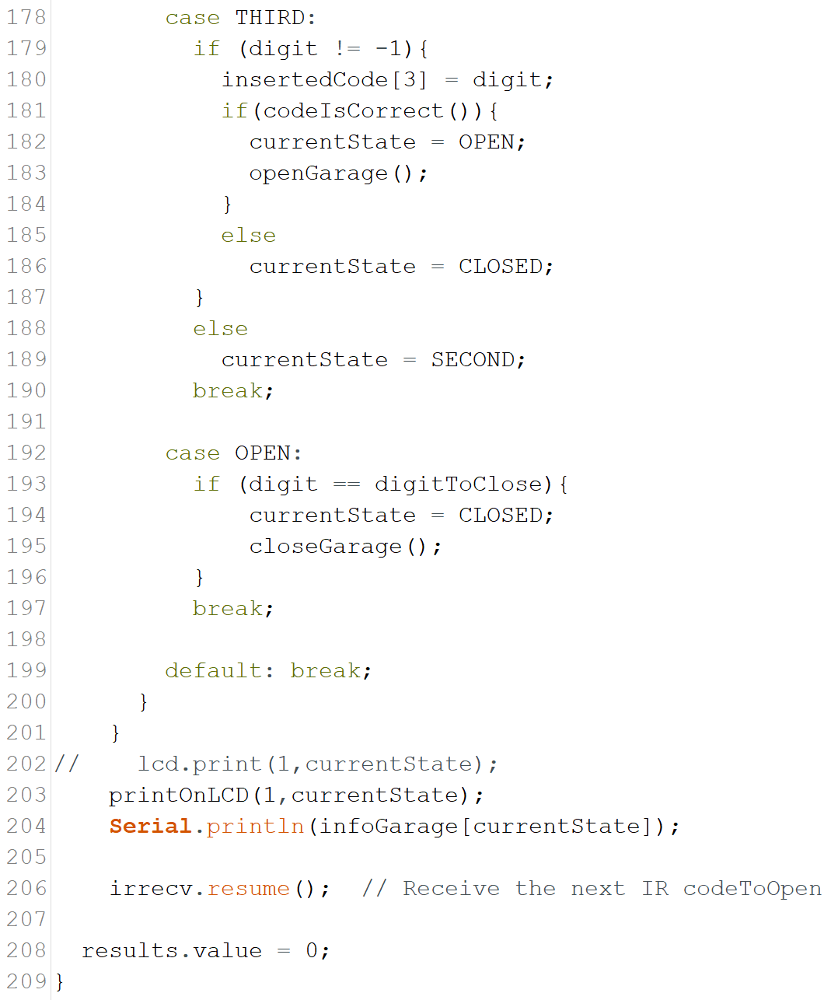 178 case THIRD:
179 if (digit != -1){
180 insertedCode[3] = digit;
181 if(codeIsCorrect()){
182 currentState = OPEN;
183 openGarage();
184 }
185 else
186 currentState = CLOSED;
187 }
188 else
189 currentState = SECOND;
190 break;
191
192 case OPEN:
193 if (digit == digitToClose){
194 currentState = CLOSED;
195 closeGarage();
196 }
197 break;
198
199 default: break;
200 }
201 }
202 // lcd.print(1,currentState);
203 printOnLCD(1,currentState);
204 Serial.println(infoGarage[currentState]);
205
206 irrecv.resume(); // Receive the next IR codeToOpen
207
208 results.value = 0;
209 }